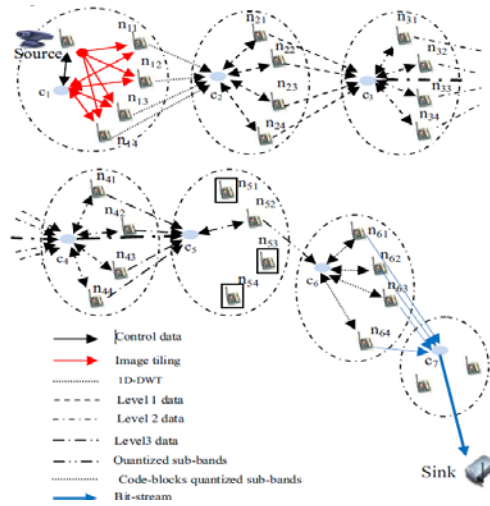 n21
n31
n11
n22
n32
Source
n12
c1
n13
c2
n23
c3
n33
n14
n24
n34
n41
n51
n42
n52
n61
c4
c5
n53
n62
n43
n54
c6
n63
n44
n64
c7
Control data
Image tiling
1D-DWT
Level 1 data
Level 2 data
Level3 data
Quantized sub-bands
Code-blocks quantized sub-bands
Bit-stream
Sink